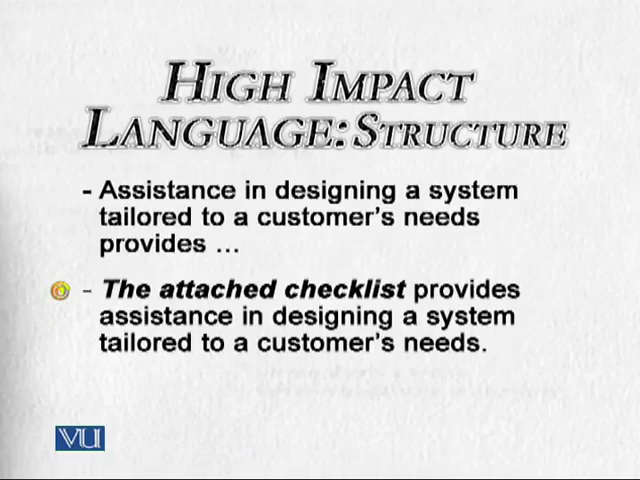 HIGH IMPACT
LANGUAGE: STRUCTURE
- Assistance in designing a system
tailored to a customer's needs
provides ...
- The attached checklist provides
assistance in designing a system
tailored to a customer's needs.
VU